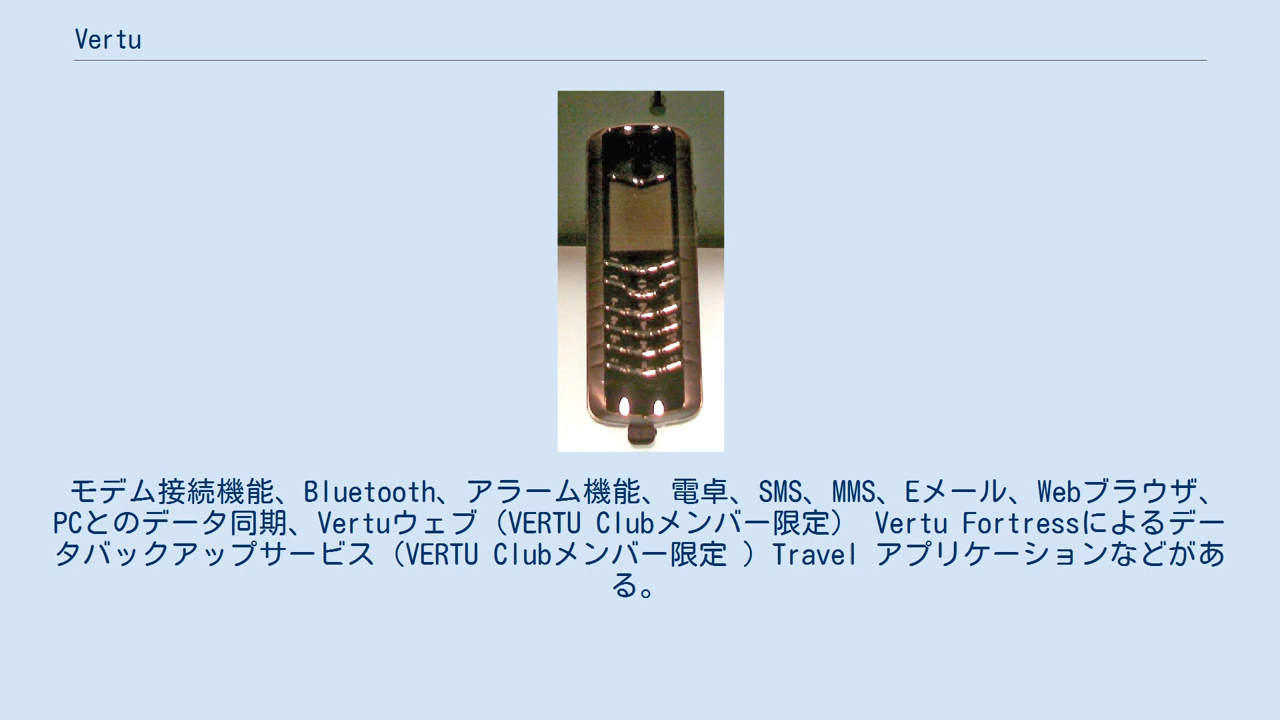 Vertu
モデム接続機能、Bluetooth、アラーム機能、電卓、SMS、MMS、Eメール、Webブラウザ、
PCとのデータ同期、Vertuウェブ（VERTU Clubメンバー限定） Vertu Fortressによるデー
タバックアップサービス（VERTU Clubメンバー限定 ）Travel アプリケーションなどがあ
る。